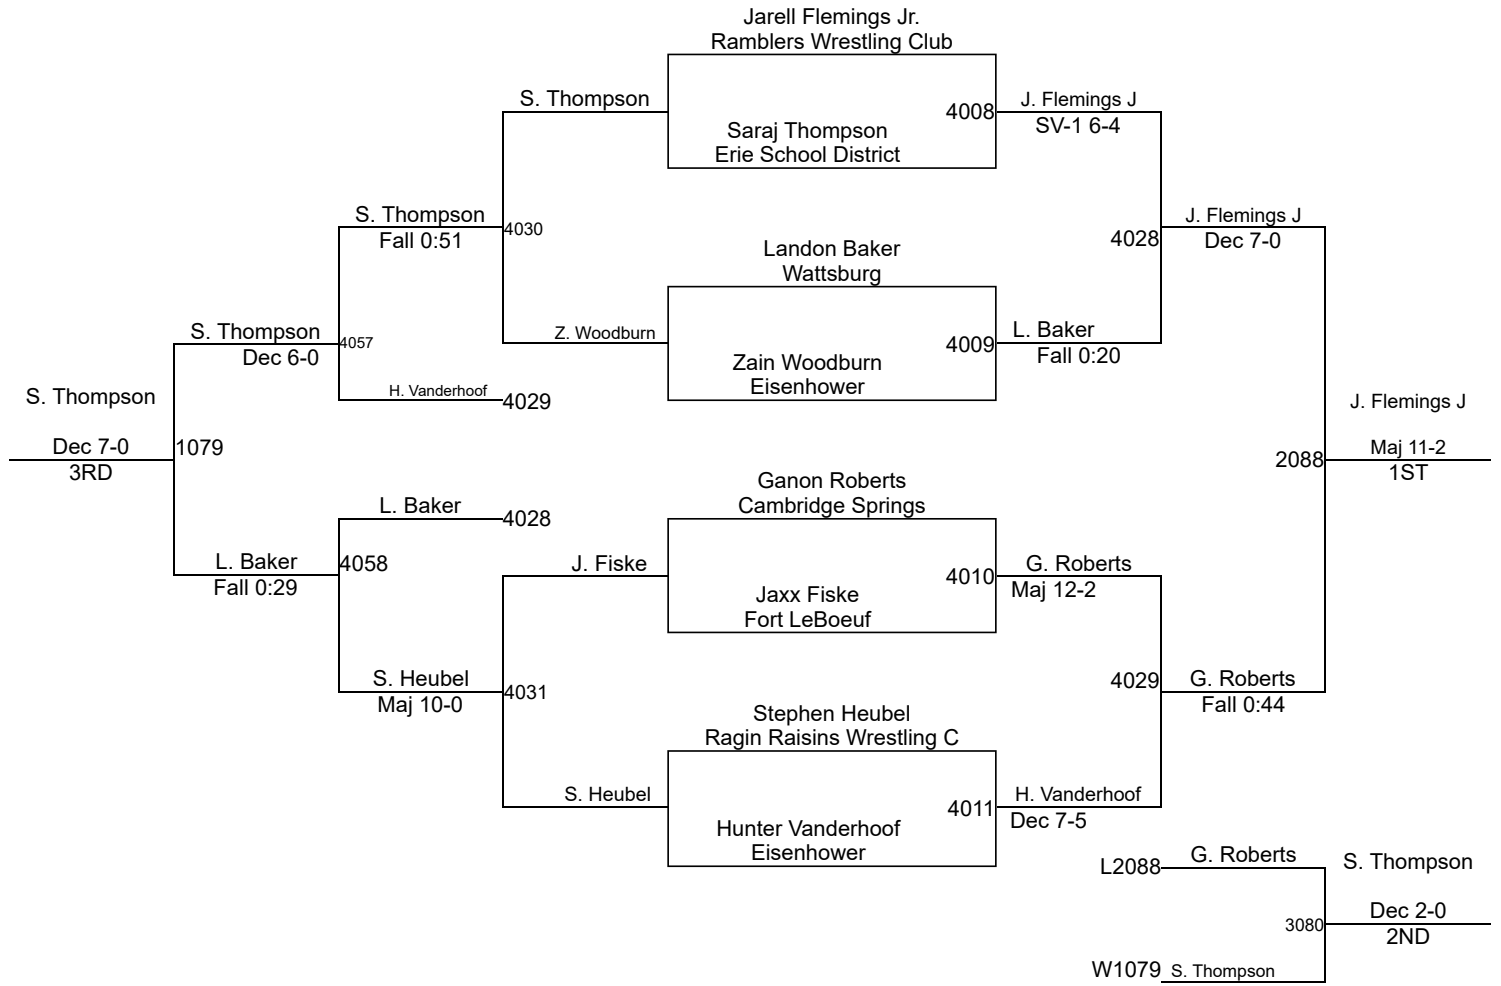 Jarell Flemings Jr.
Ramblers Wrestling Club
S. Thompson
4008
J. Flemings J
SV-1 6-4
Saraj Thompson
Erie School District
S. Thompson
Fall 0:51
4030
J. Flemings J
Dec 7-0
4028
Landon Baker
Wattsburg
S. Thompson
Dec 6-0
4057
Z. Woodburn
4009
L. Baker
Fall 0:20
Zain Woodburn
Eisenhower
H. Vanderhoof
4029
S. Thompson
Dec 7-0
3RD
1079
J. Flemings J
2088
Maj 11-2
1ST
Ganon Roberts
Cambridge Springs
L. Baker
4028
L. Baker
Fall 0:29
4058
J. Fiske
4010
G. Roberts
Maj 12-2
Jaxx Fiske
Fort LeBoeuf
S. Heubel
Maj 10-0
4031
4029
G. Roberts
Fall 0:44
Stephen Heubel
Ragin Raisins Wrestling C
S. Heubel
4011
H. Vanderhoof
Dec 7-5
Hunter Vanderhoof
Eisenhower
L2088
G. Roberts
S. Thompson
3080
Dec 2-0
2ND
W1079
S. Thompson